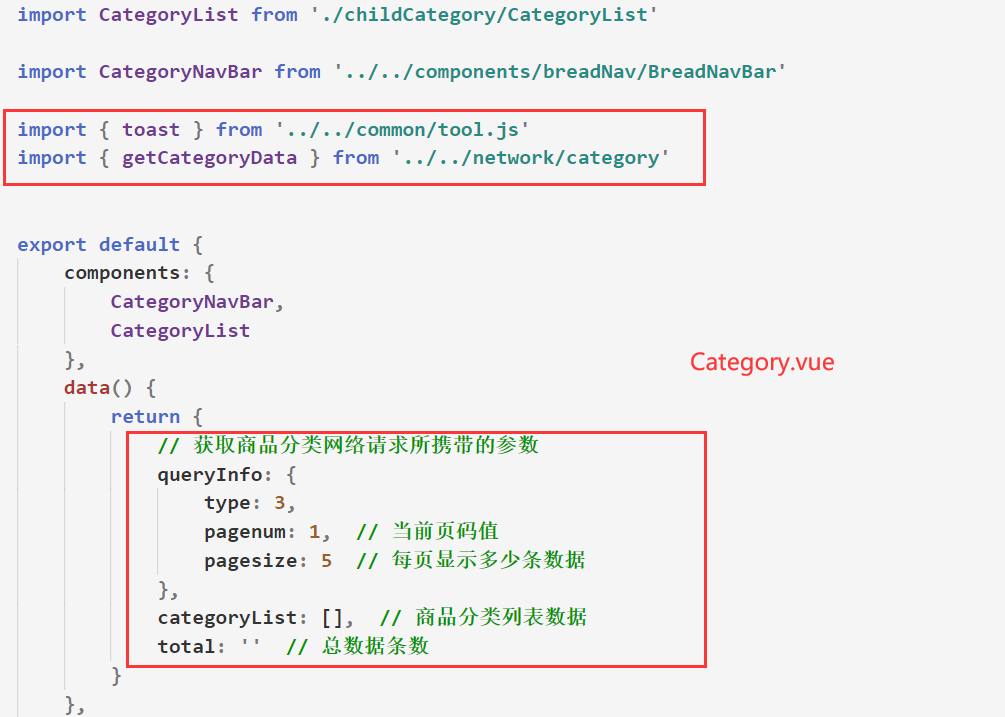 import CategoryList from './childCategory/CategoryList'
import CategoryNavBar from '../../components/breadNav/BreadNavBar'
import { toast } from '../../common/tool.js'
import { getCategoryData } from '../../network/category'
export default {
components: {
CategoryNavBar,
CategoryList
},
Category.vue
data() {
return {
// 获取商品分类网络请求所携带的参数
queryInfo: {
type: 3,
pagenum: 1, // 当前页码值
pagesize: 5 // 每页显示多少条数据
},
categoryList: [], // 商品分类列表数据
total: '' // 总数据条数
}
},